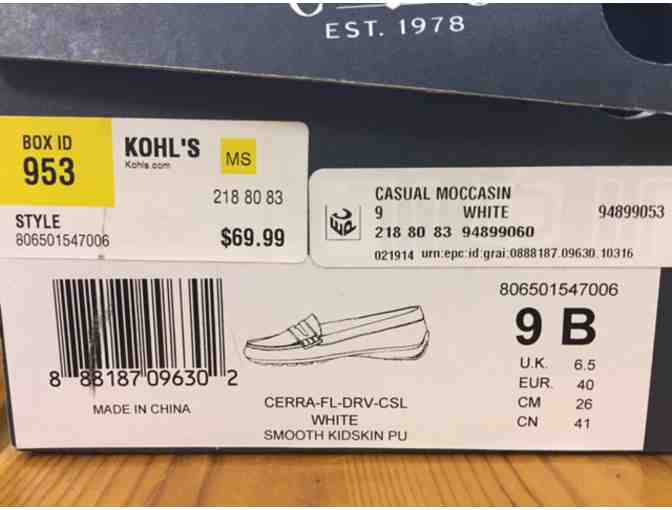 EST. 1978
BOX ID
953
KOHL'S
Kohls.com
MS
218 80 83
STYLE
806501547006
$69.99
CASUAL MOCCASIN
9 WHITE 94899053
218 80 83 94899060
021914 urn:epc:id:grai:0888187.09630.10316
EPC
8 88187 09630 2
MADE IN CHINA
CERRA-FL-DRV-CSL
WHITE
SMOOTH KIDSKIN PU
806501547006
9 B
U.K. 6.5
EUR. 40
CM 26
CN 41